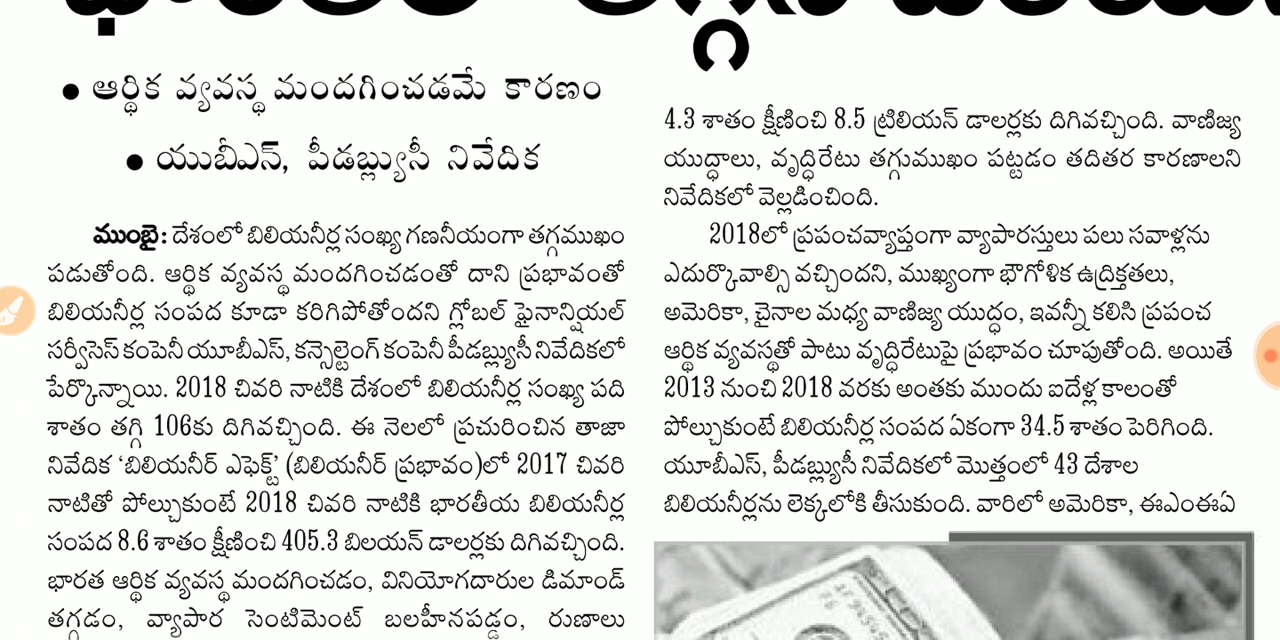 • ఆర్థిక వ్యవస్థ మందగించడమే కారణం
• యుబీఎన్, పీడబ్ల్యుసీ నివేదిక
ముంబై: దేశంలో బిలియనీర్ల సంఖ్య గణనీయంగా తగ్గముఖం
పడుతోంది. ఆర్థిక వ్యవస్థ మందగించడంతో దాని ప్రభావంతో
బిలియనీర్ల సంపద కూడా కరిగిపోతోందని గ్లోబల్ ఫైనాన్షియల్
సర్వీసెస్ కంపెనీ యూబీఎస్, కన్సెల్టెంగ్ కంపెనీ పీడబ్ల్యుసీ నివేదికలో
పేర్కొన్నాయి. 2018 చివరి నాటికి దేశంలో బిలియనీర్ల సంఖ్య పది
శాతం తగ్గి 106కు దిగివచ్చింది. ఈ నెలలో ప్రచురించిన తాజా
నివేదిక ‘బిలియనీర్ ఎఫెక్ట్’ (బిలియనీర్ ప్రభావం)లో 2017 చివరి
నాటితో పోల్చుకుంటే 2018 చివరి నాటికి భారతీయ బిలియనీర్ల
సంపద 8.6 శాతం క్షీణించి 405.3 బిలయన్ డాలర్లకు దిగివచ్చింది.
భారత ఆర్థిక వ్యవస్థ మందగించడం, వినియోగదారుల డిమాండ్
తగ్గడం, వ్యాపార సెంటిమెంట్ బలహీనపడ్డం, రుణాలు
4.3 శాతం క్షీణించి 8.5 ట్రిలియన్ డాలర్లకు దిగివచ్చింది. వాణిజ్య
యుద్ధాలు, వృద్ధిరేటు తగ్గుముఖం పట్టడం తదితర కారణాలని
నివేదికలో వెల్లడించింది.
2018లో ప్రపంచవ్యాప్తంగా వ్యాపారస్తులు పలు సవాళ్లను
ఎదుర్కొవాల్సి వచ్చిందని, ముఖ్యంగా భౌగోళిక ఉద్రిక్తతలు,
అమెరికా, చైనాల మధ్య వాణిజ్య యుద్ధం, ఇవన్నీ కలిసి ప్రపంచ
ఆర్థిక వ్యవస్థతో పాటు వృద్ధిరేటుపై ప్రభావం చూపుతోంది. అయితే
2013 నుంచి 2018 వరకు అంతకు ముందు ఐదేళ్ల కాలంతో
పోల్చుకుంటే బిలియనీర్ల సంపద ఏకంగా 34.5 శాతం పెరిగింది.
యూబీఎస్, పీడబ్ల్యుసీ నివేదికలో మొత్తంలో 43 దేశాల
బిలియనీర్లను లెక్కలోకి తీసుకుంది. వారిలో అమెరికా, ఈఎంఈఏ